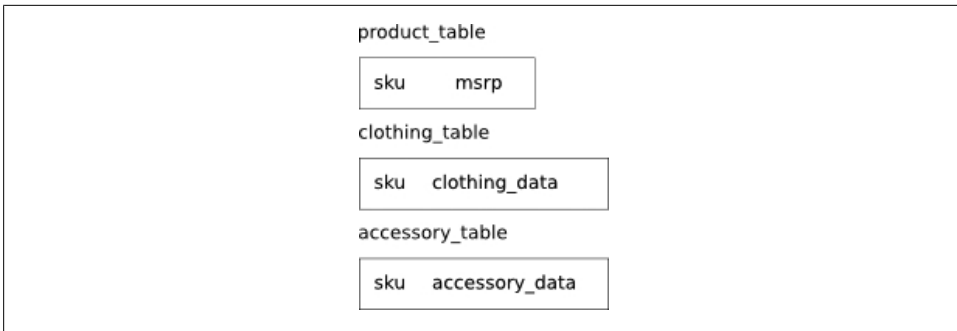 product_table
sku msrp
clothing_table
sku clothing_data
accessory_table
sku accessory_data